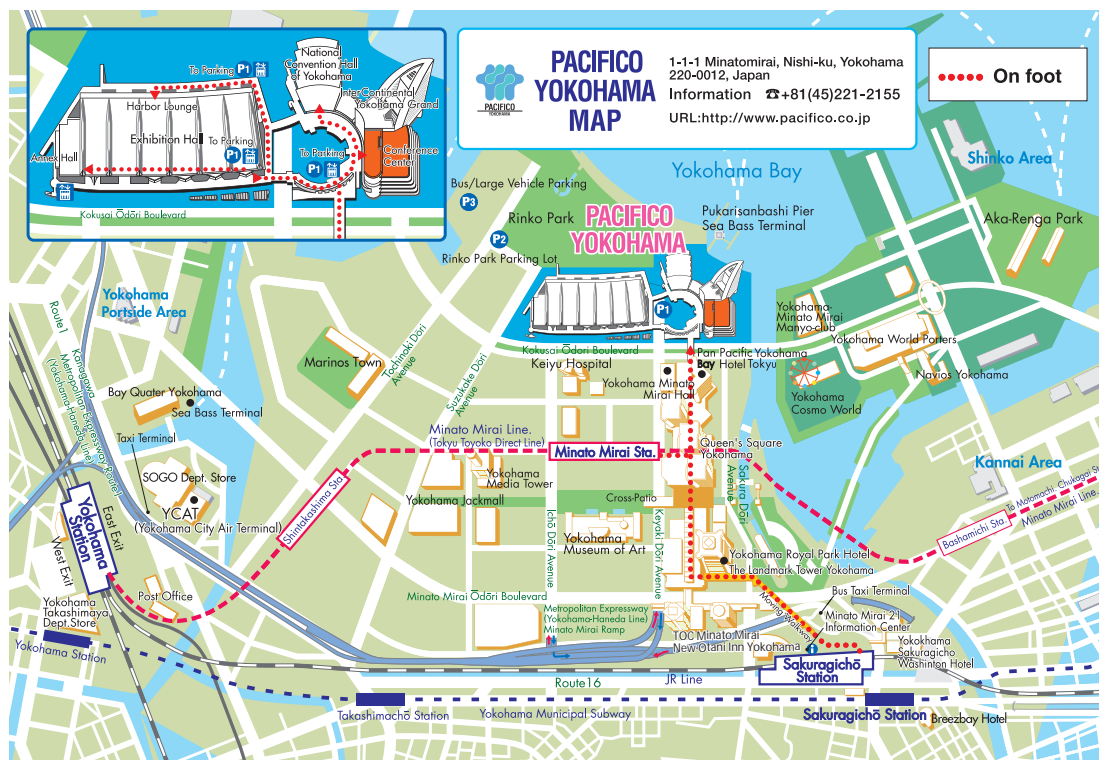 National
Convention Hall
of Yokohama
To Parking P1
InterContinental
Yokohama Grand
Harbor Lounge
Exhibition Hall
To Parking
P1
To Parking
P1
Annex Hall
Conference
Center
Kokusai Ōdōri Boulevard
PACIFICO
YOKOHAMA
PACIFICO
YOKOHAMA
MAP
1-1-1 Minatomirai, Nishi-ku, Yokohama
220-0012, Japan
Information ☎+81(45)221-2155
URL:http://www.pacifico.co.jp
On foot
Yokohama Bay
Shinko Area
Bus/Large Vehicle Parking
P3
Rinko Park
P2
Rinko Park Parking Lot
PACIFICO
YOKOHAMA
Pukarisanbashi Pier
Sea Bass Terminal
Aka-Renga Park
Yokohama
Portside Area
P1
Yokohama-
Minato Mirai
Manyo-club
Yokohama World Porters
Navios Yokohama
Yokohama
Cosmo World
Route1
Kanagawa
Metropolitan Expressway Route1
(Yokohama-Haneda Line)
Marinos Town
Tochinoki Dōri
Avenue
Suzukake Dōri
Avenue
Kokusai Ōdori Boulevard
Keiyu Hospital
Pan Pacific Yokohama
Bay Hotel Tokyu
Yokohama Minato
Mirai Hall
Bay Quater Yokohama
Sea Bass Terminal
Taxi Terminal
Minato Mirai Line.
(Tokyu Toyoko Direct Line)
Minato Mirai Sta.
Queen's Square
Yokohama
Kannai Area
SOGO Dept. Store
YCAT
(Yokohama City Air Terminal)
Shintakashima Sta.
Yokohama
Media Tower
Yokohama Jackmall
Cross-Patio
Sakura Dōri
Avenue
Icho Dōri Avenue
Keyaki Dōri Avenue
Yokohama
Museum of Art
Bashamichi Sta.
To Motomachi· Chukagai St
Minato Mirai Line.
Yokohama
Station
East Exit
West Exit
Yokohama Royal Park Hotel
The Landmark Tower Yokohama
Post Office
Yokohama
Takashimaya
Dept.Store
Minato Mirai Ōdori Boulevard
Metropolitan Expressway
(Yokohama-Haneda Line)
Minato Mirai Ramp
Moving Walkway
Bus Taxi Terminal
Minato Mirai 21
Information Center
TOC Minato Mirai
New Otani Inn Yokohama
Yokkohama
Sakuragicho
Washinton Hotel
Sakuragichō
Station
Yokohama Station
Route16
JR Line
Takashimachō Station
Yokohama Municipal Subway
Sakuragichō Station
Breezbay Hotel